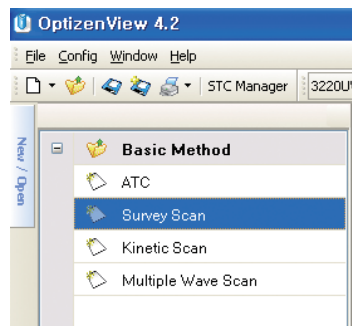 OptizenView 4.2
File Config Window Help
STC Manager 3220U
New / Open
Basic Method
ATC
Survey Scan
Kinetic Scan
Multiple Wave Scan